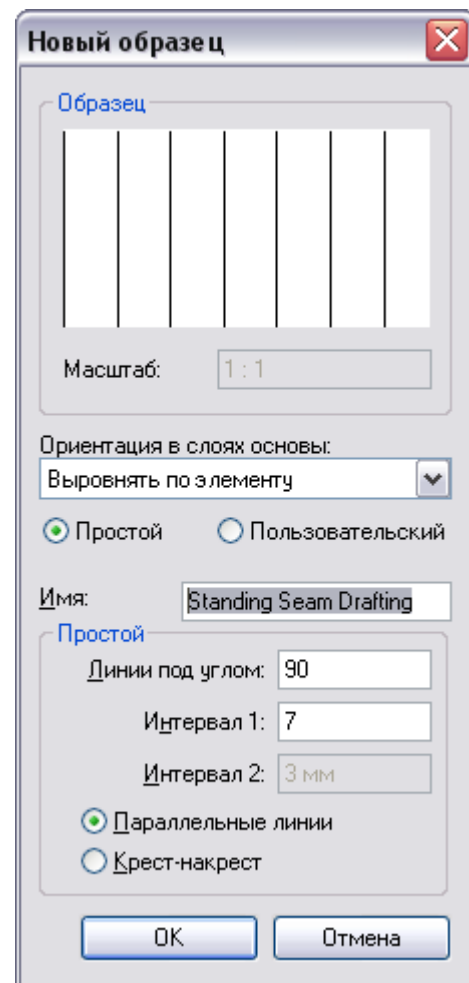 Новый образец
Образец
Масштаб: 1 : 1
Ориентация в слоях основы:
Выровнять по элементу
Простой Пользовательский
Имя: Standing Seam Drafting
Простой
Линии под углом: 90
Интервал 1: 7
Интервал 2: 3 мм
Параллельные линии
Крест-накрест
OK Отмена